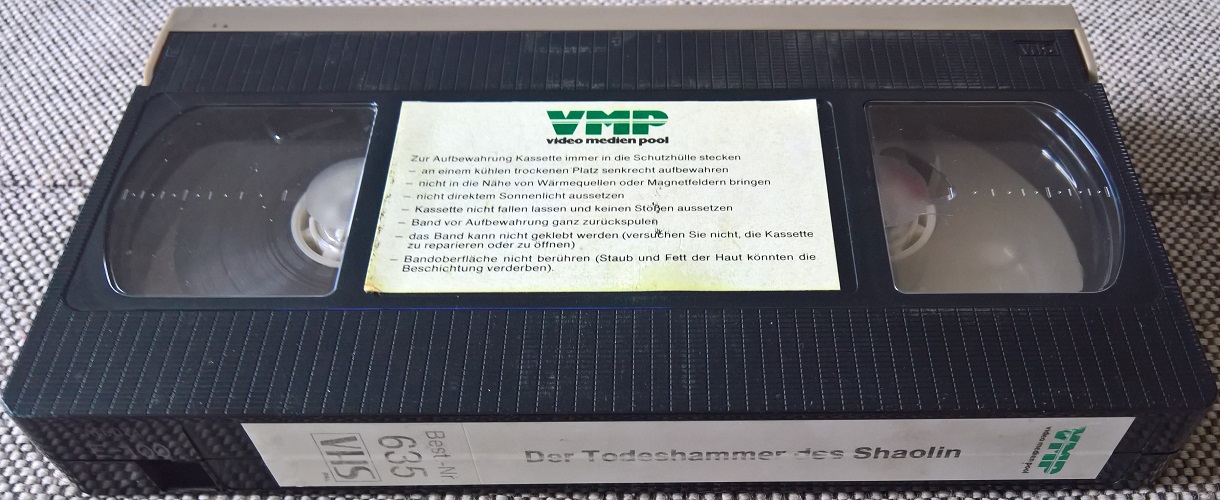 VHS
VMP
video medien pool
Zur Aufbewahrung Kassette immer in die Schutzhülle stecken
– an einem kühlen trockenen Platz senkrecht aufbewahren
– nicht in die Nähe von Wärmequellen oder Magnetfeldern bringen
– nicht direktem Sonnenlicht aussetzen
– Kassette nicht fallen lassen und keinen Stößen aussetzen
– Band vor Aufbewahrung ganz zurückspulen
– das Band kann nicht geklebt werden (versuchen Sie nicht, die Kassette
zu reparieren oder zu öffnen)
– Bandoberfläche nicht berühren (Staub und Fett der Haut könnten die
Beschichtung verderben).
VHS
Best.-Nr
635
Der Todeshammer des Shaolin
VMP
video medien pool